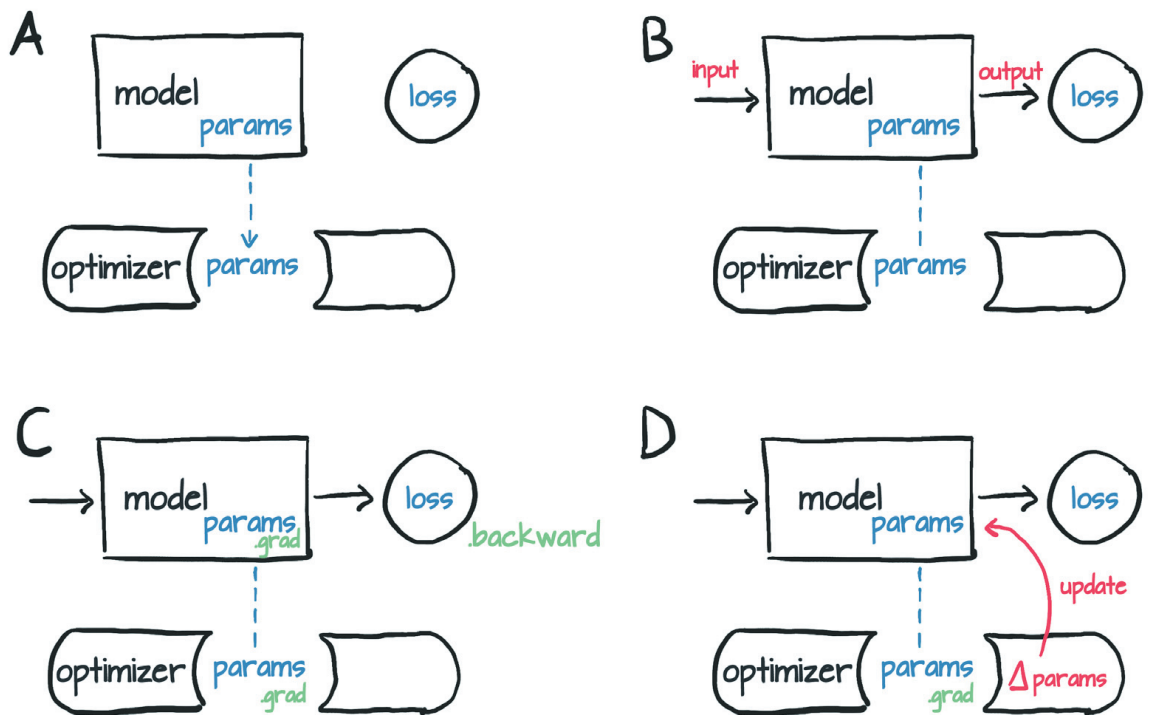 A
model
params
loss
optimizer
params
B
input
model
params
output
loss
optimizer
params
C
model
params
.grad
loss
.backward
optimizer
params
.grad
D
model
params
loss
update
optimizer
params
.grad
Δ params